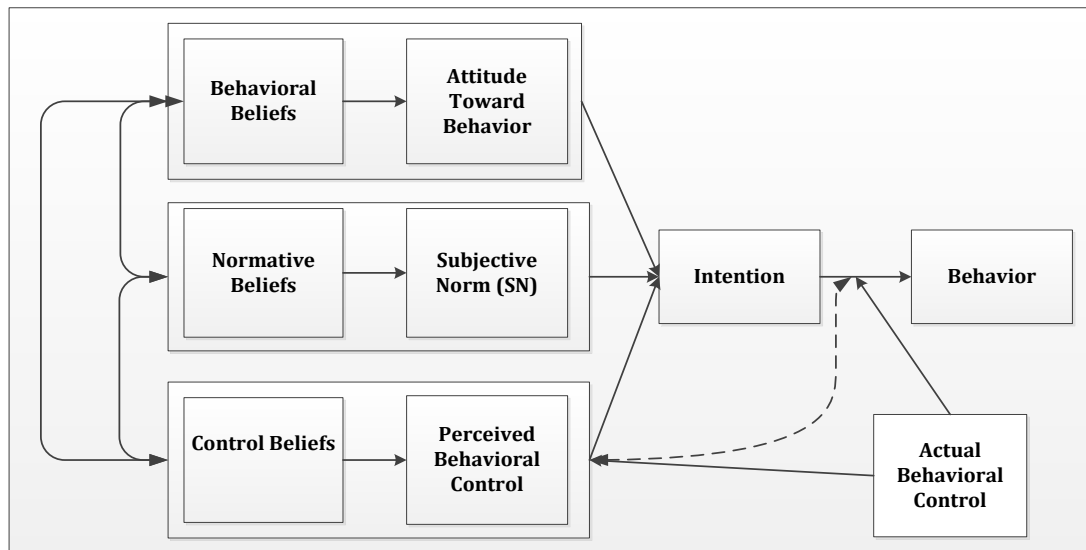 Behavioral
Beliefs
Attitude
Toward
Behavior
Normative
Beliefs
Subjective
Norm (SN)
Intention
Behavior
Control Beliefs
Perceived
Behavioral
Control
Actual
Behavioral
Control